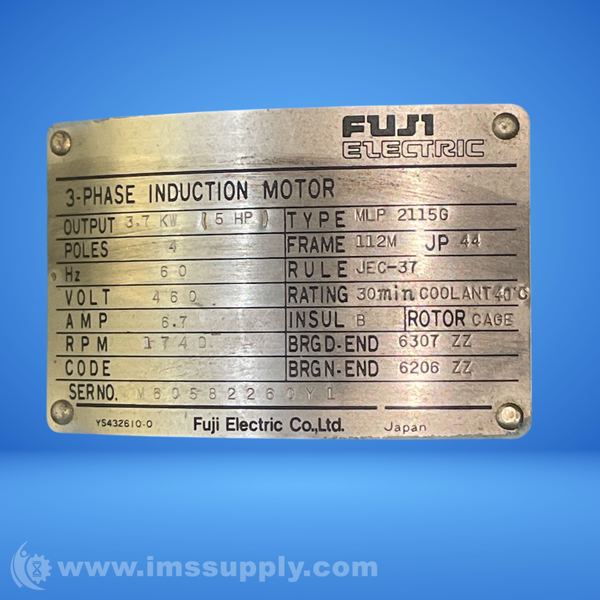 FUJI
ELECTRIC
3-PHASE INDUCTION MOTOR
OUTPUT 3.7 KW (5 HP) TYPE MLP 2115G
POLES 4 FRAME 112M JP 44
Hz 60 RULE JEC-37
VOLT 460 RATING 30min COOLANT 40°C
AMP 6.7 INSUL B ROTOR CAGE
RPM 1740 BRG D-END 6307 ZZ
CODE BRG N-END 6206 ZZ
SER NO. M6058226CY1
YS432610-0 Fuji Electric Co.,Ltd. Japan
www.imssupply.com